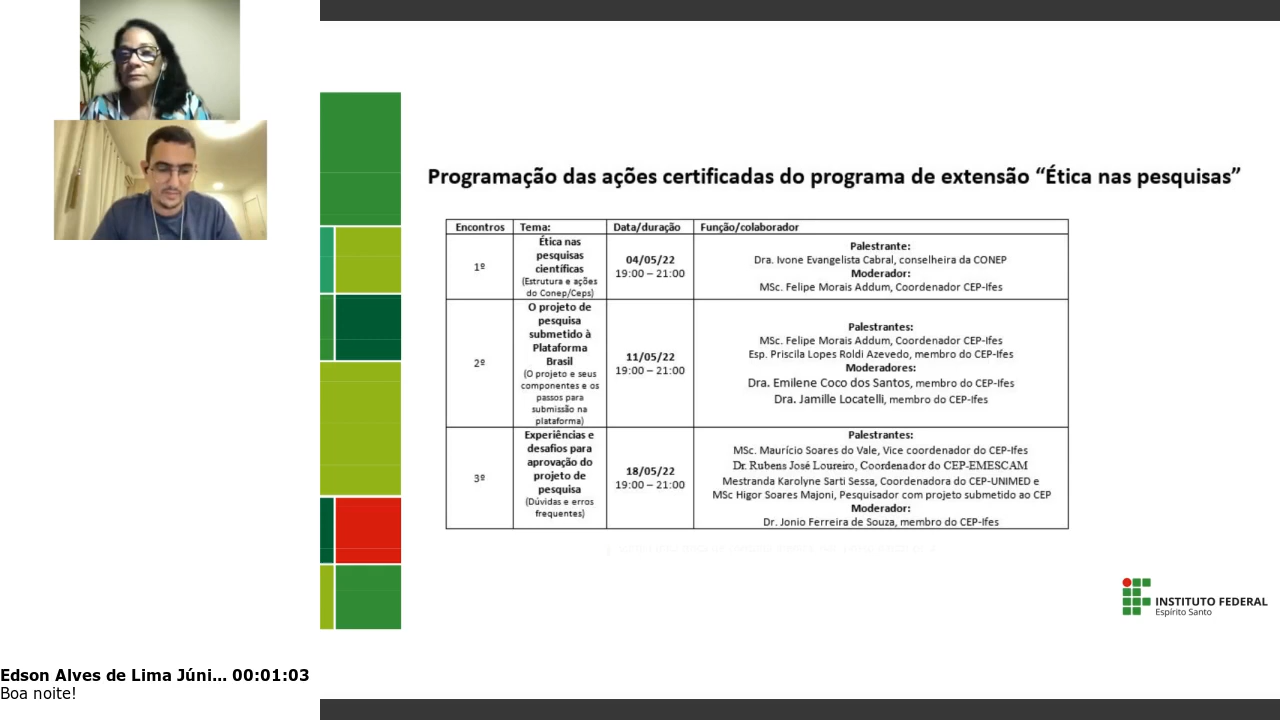 Programação das ações certificadas do programa de extensão “Ética nas pesquisas”
Encontros Tema: Data/duração Função/colaborador
1º
Ética nas
pesquisas
científicas
(Estrutura e ações
do Conep/Ceps)
04/05/22
19:00 – 21:00
Palestrante:
Dra. Ivone Evangelista Cabral, conselheira da CONEP
Moderador:
MSc. Felipe Morais Addum, Coordenador CEP-Ifes
2º
O projeto de
pesquisa
submetido à
Plataforma
Brasil
(O projeto e seus
componentes e os
passos para
submissão na
plataforma)
11/05/22
19:00 – 21:00
Palestrantes:
MSc. Felipe Morais Addum, Coordenador CEP-Ifes
Esp. Priscila Lopes Roldi Azevedo, membro do CEP-Ifes
Moderadores:
Dra. Emilene Coco dos Santos, membro do CEP-Ifes
Dra. Jamille Locatelli, membro do CEP-Ifes
3º
Experiências e
desafios para
aprovação do
projeto de
pesquisa
(Dúvidas e erros
frequentes)
18/05/22
19:00 – 21:00
Palestrantes:
MSc. Maurício Soares do Vale, Vice coordenador do CEP-Ifes
Dr. Rubens José Loureiro, Coordenador do CEP-EMESCAM
Mestranda Karolyne Sarti Sessa, Coordenadora do CEP-UNIMED e
MSc Higor Soares Majoni, Pesquisador com projeto submetido ao CEP
Moderador:
Dr. Jonio Ferreira de Souza, membro do CEP-Ifes
INSTITUTO FEDERAL
Espírito Santo
Edson Alves de Lima Júni... 00:01:03
Boa noite!